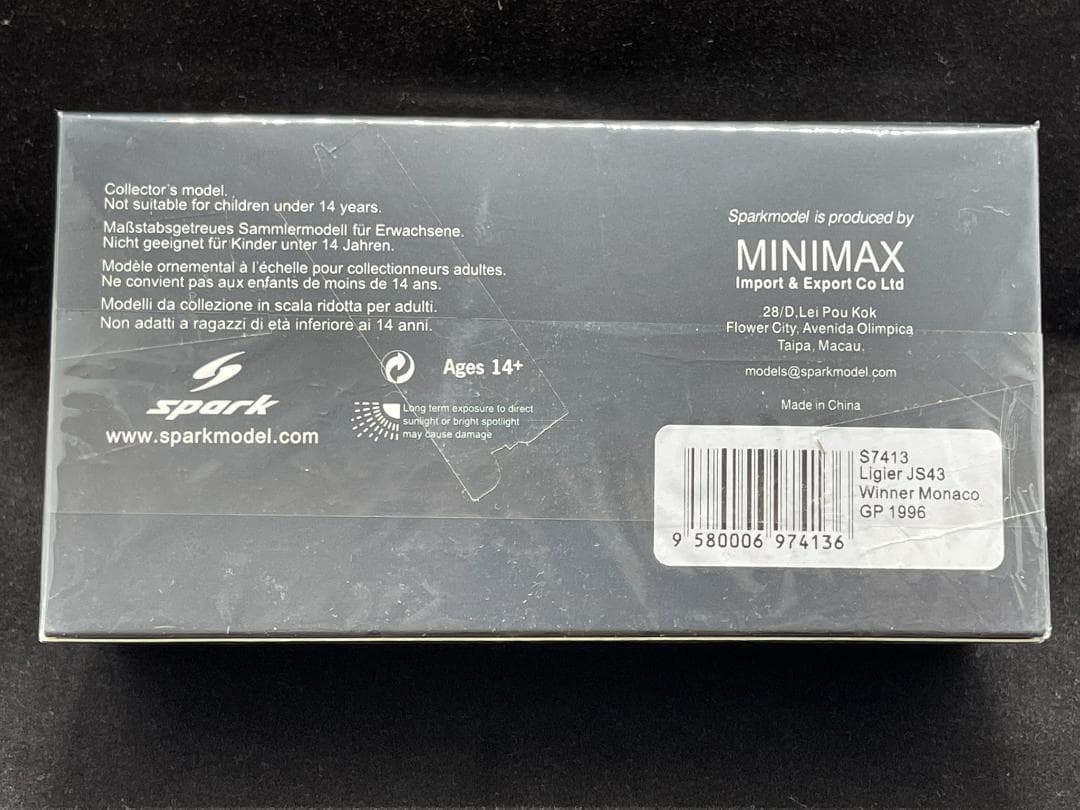 Collector's model.
Not suitable for children under 14 years.
Maßstabsgetreues Sammlermodell für Erwachsene.
Nicht geeignet für Kinder unter 14 Jahren.
Modèle ornemental à l'échelle pour collectionneurs adultes.
Ne convient pas aux enfants de moins de 14 ans.
Modelli da collezione in scala ridotta per adulti.
Non adatti a ragazzi di età inferiore ai 14 anni.
spark
www.sparkmodel.com
Ages 14+
Long term exposure to direct
sunlight or bright spotlight
may cause damage
Sparkmodel is produced by
MINIMAX
Import & Export Co Ltd
28/D,Lei Pou Kok
Flower City, Avenida Olimpica
Taipa, Macau.
models@sparkmodel.com
Made in China
S7413
Ligier JS43
Winner Monaco
GP 1996
9 580006 974136